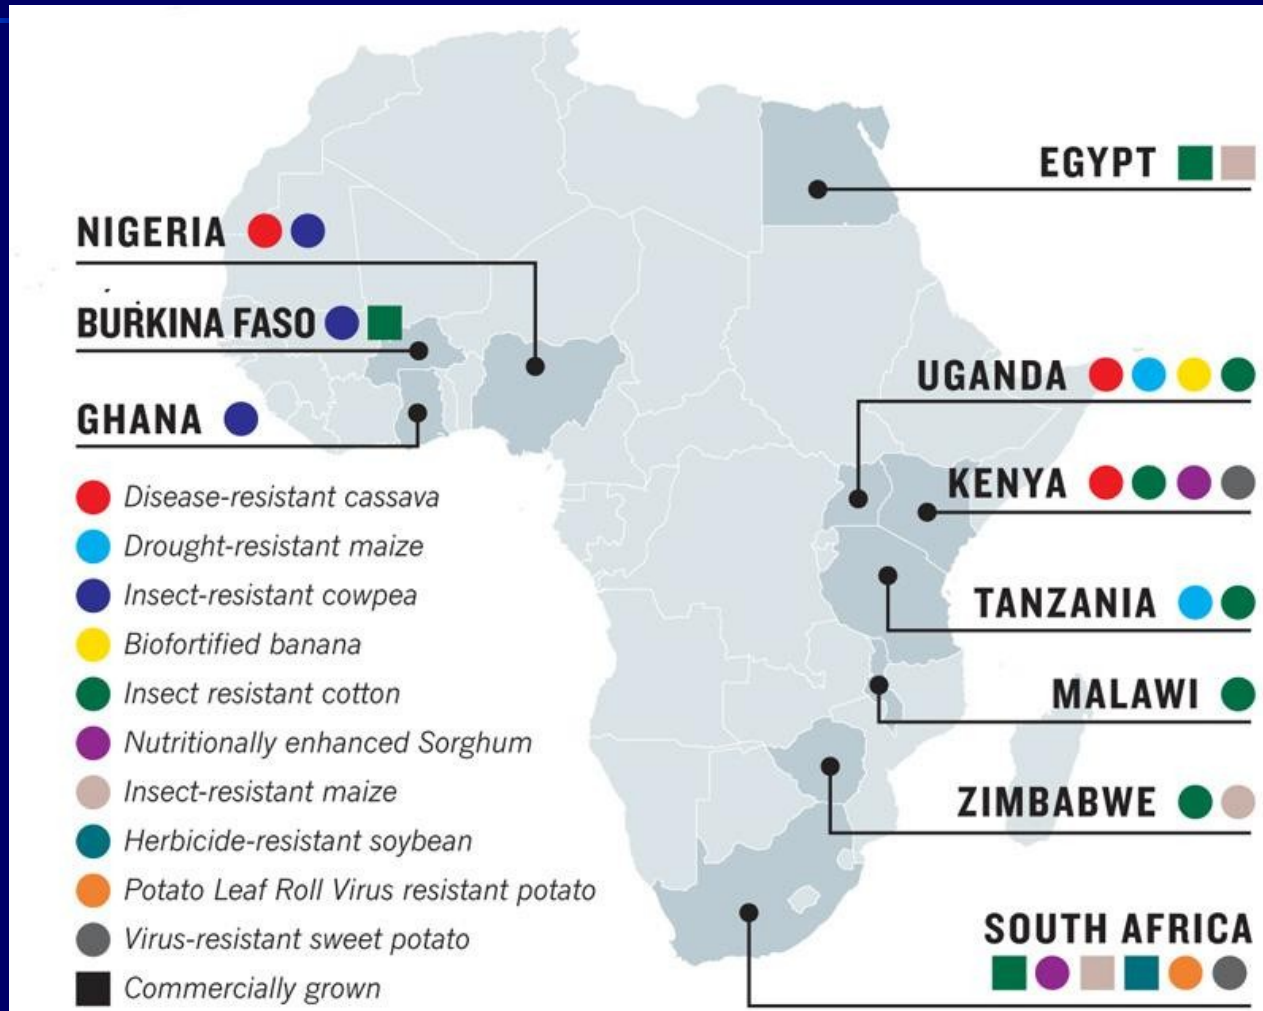 EGYPT
NIGERIA
BURKINA FASO
UGANDA
GHANA
KENYA
Disease-resistant cassava
Drought-resistant maize
Insect-resistant cowpea
Biofortified banana
Insect resistant cotton
Nutritionally enhanced Sorghum
Insect-resistant maize
Herbicide-resistant soybean
Potato Leaf Roll Virus resistant potato
Virus-resistant sweet potato
Commercially grown
TANZANIA
MALAWI
ZIMBABWE
SOUTH AFRICA